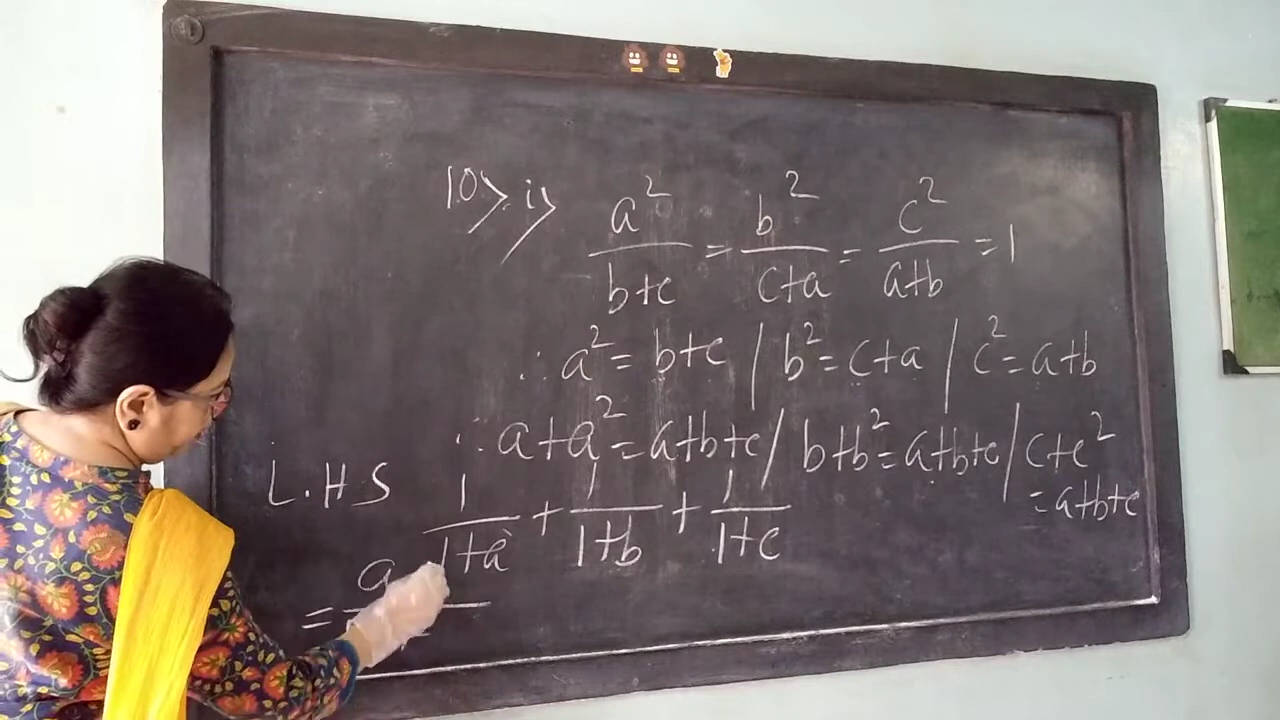 10> i> a²/b+c = b²/c+a = c²/a+b = 1
∴ a² = b+c / b² = c+a / c² = a+b
∴ a+a² = a+b+c / b+b² = a+b+c / c+c² = a+b+c
L.H.S 1/1+a + 1/1+b + 1/1+c
= a